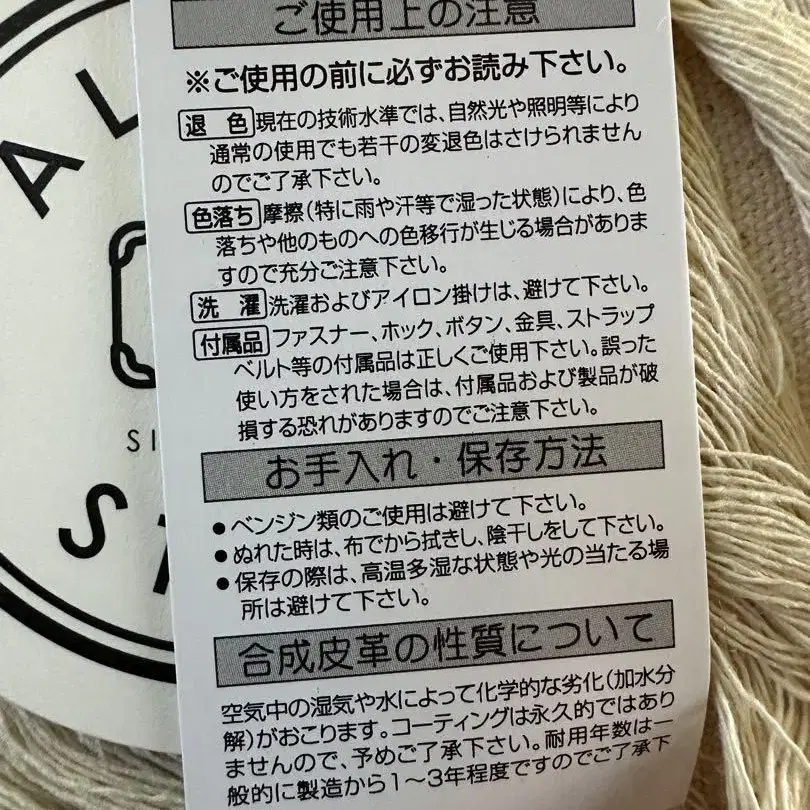 ご使用上の注意
※ご使用の前に必ずお読み下さい。
退 色 現在の技術水準では、自然光や照明等により
通常の使用でも若干の変退色はさけられません
のでご了承下さい。
色落ち 摩擦(特に雨や汗等で湿った状態)により、色
落ちや他のものへの色移行が生じる場合がありま
すので充分ご注意下さい。
洗 濯 洗濯およびアイロン掛けは、避けて下さい。
付属品 ファスナー、ホック、ボタン、金具、ストラップ
ベルト等の付属品は正しくご使用下さい。誤った
使い方をされた場合は、付属品および製品が破
損する恐れがありますのでご注意下さい。
お手入れ・保存方法
●ベンジン類のご使用は避けて下さい。
●ぬれた時は、布でから拭きし、陰干しをして下さい。
●保存の際は、高温多湿な状態や光の当たる場
所は避けて下さい。
合成皮革の性質について
空気中の湿気や水によって化学的な劣化(加水分
解)がおこります。コーティングは永久的ではあり
ませんので、予めご了承下さい。耐用年数は一
般的に製造から1~3年程度ですのでご了承下
AL
SI
ST